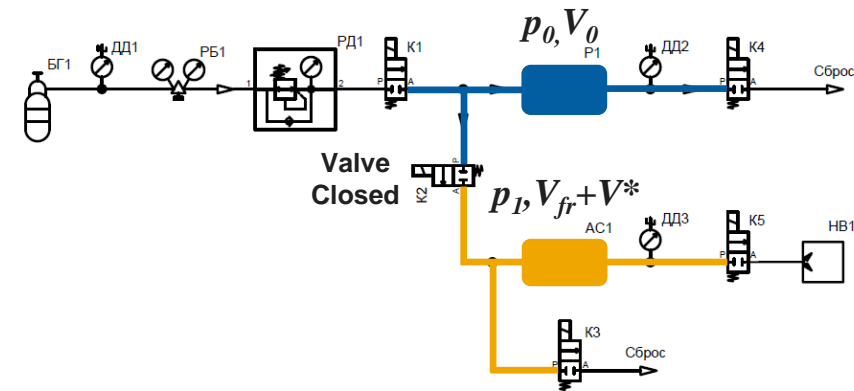 БГ1
ДД1
РБ1
РД1
1
2
К1
P
A
p0, V0
Р1
ДД2
К4
P
A
Сброс
Valve
Closed
К2
P
A
p1, Vfr+V*
АС1
ДД3
К5
P
A
НВ1
К3
P
A
Сброс